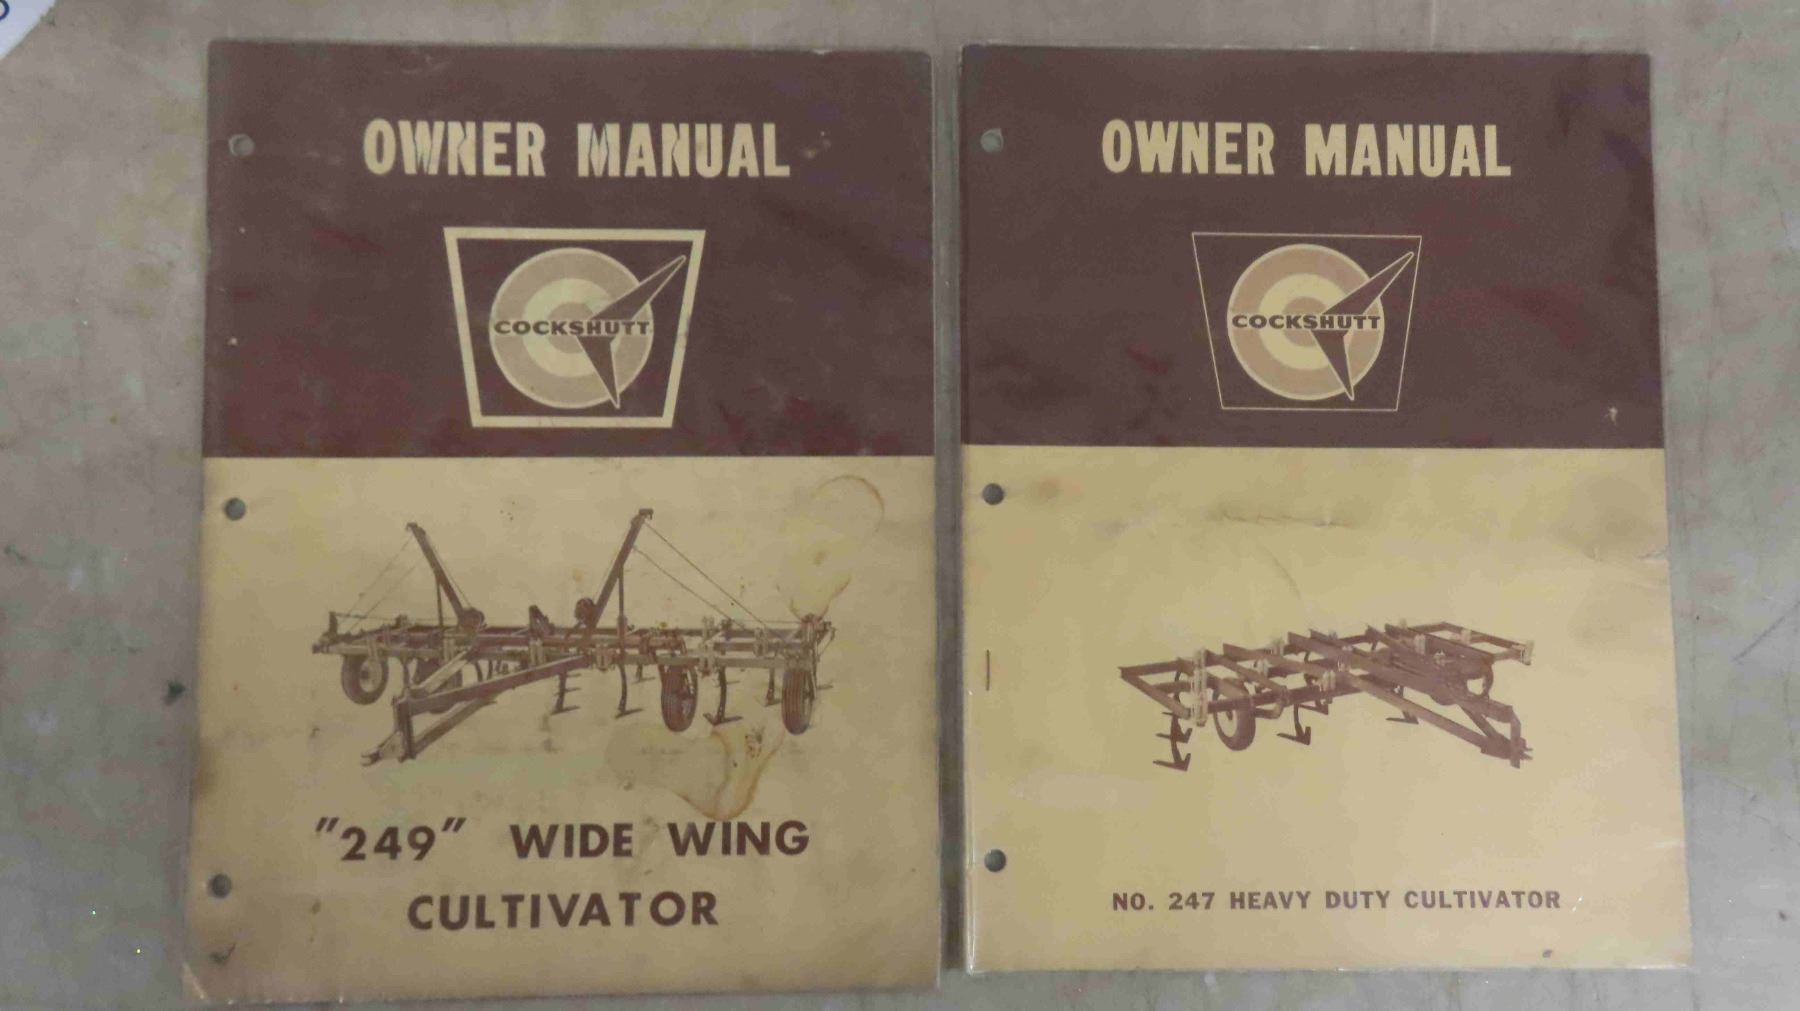 OWNER MANUAL
COCKSHUTT
"249" WIDE WING
CULTIVATOR
OWNER MANUAL
COCKSHUTT
NO. 247 HEAVY DUTY CULTIVATOR